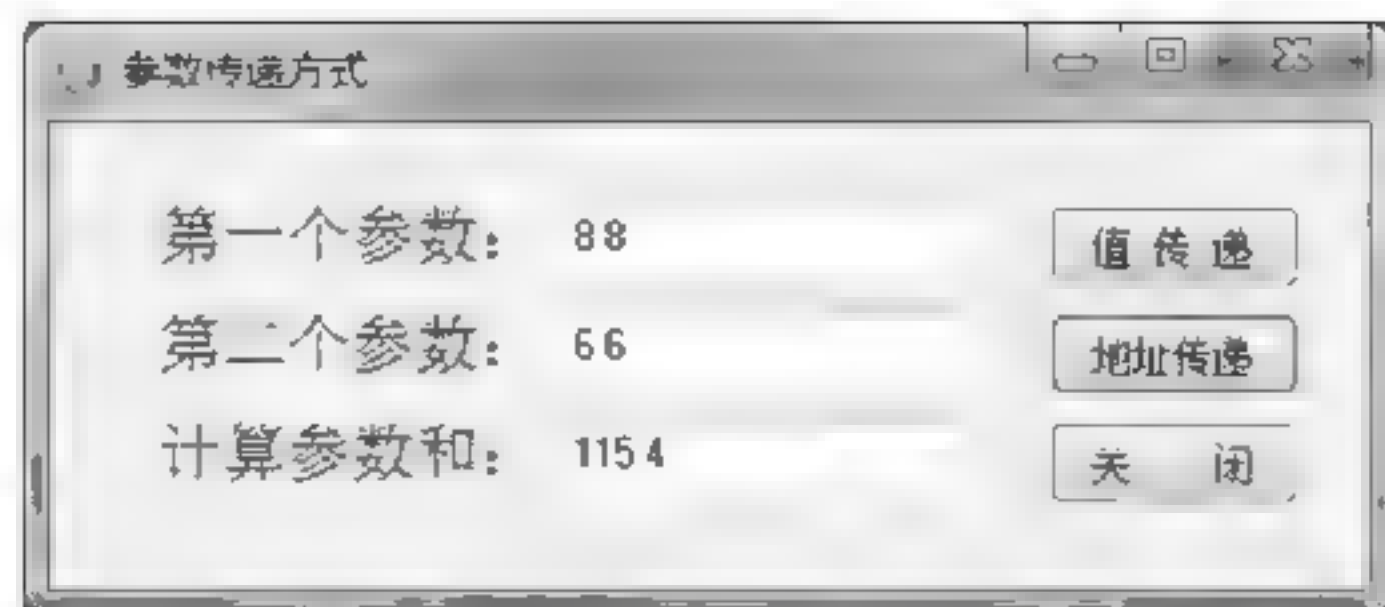 参数传递方式
第一个参数: 88
值传递
第二个参数: 66
地址传递
计算参数和: 1154
关闭